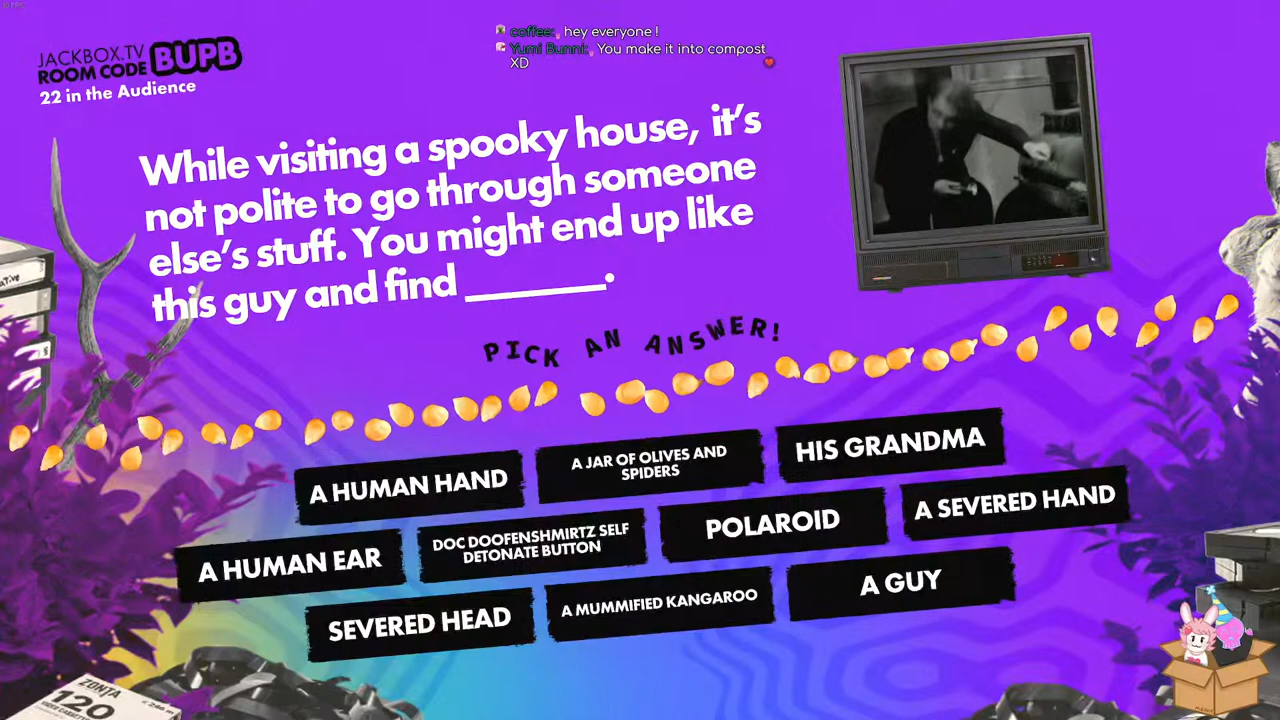 JACKBOX.TV
ROOM CODE BUPB
22 in the Audience
coffee: hey everyone !
Yumi Bunni: You make it into compost
XD
While visiting a spooky house, it's
not polite to go through someone
else's stuff. You might end up like
this guy and find ________.
PICK AN ANSWER!
A HUMAN HAND
A JAR OF OLIVES AND
SPIDERS
HIS GRANDMA
A HUMAN EAR
DOC DOOFENSHMIRTZ SELF
DETONATE BUTTON
POLAROID
A SEVERED HAND
SEVERED HEAD
A MUMMIFIED KANGAROO
A GUY
ZONTA
120